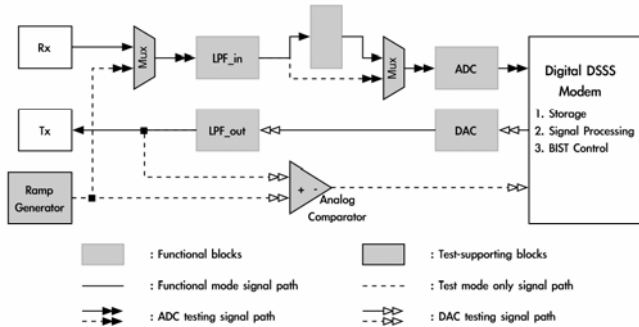 Rx
Mux
LPF_in
Mux
ADC
Digital DSSS
Modem
1. Storage
2. Signal Processing
3. BIST Control
Tx
LPF_out
DAC
Ramp
Generator
+ -
Analog
Comparator
: Functional blocks
: Test-supporting blocks
: Functional mode signal path
: Test mode only signal path
: ADC testing signal path
: DAC testing signal path